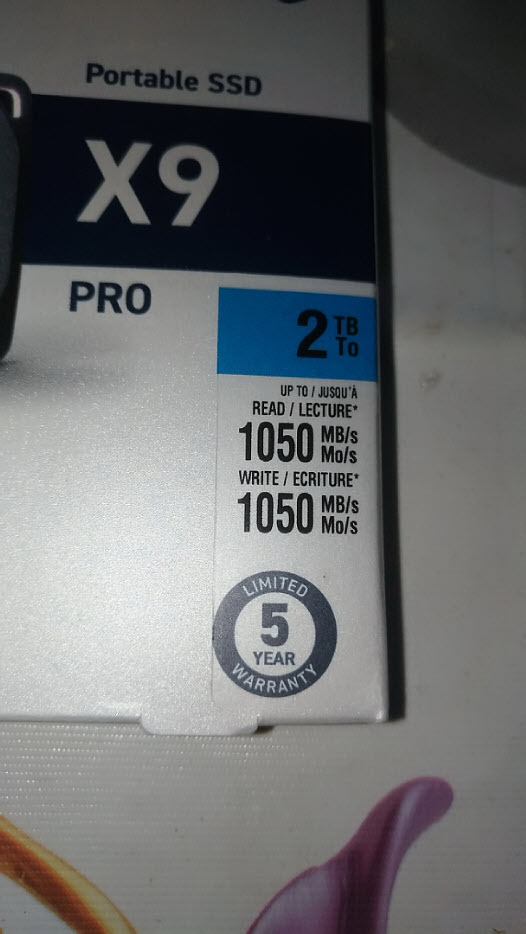 Portable SSD
X9
PRO
2 TB
To
UP TO / JUSQU'À
READ / LECTURE*
1050 MB/s
Mo/s
WRITE / ECRITURE*
1050 MB/s
Mo/s
LIMITED
5
YEAR
WARRANTY